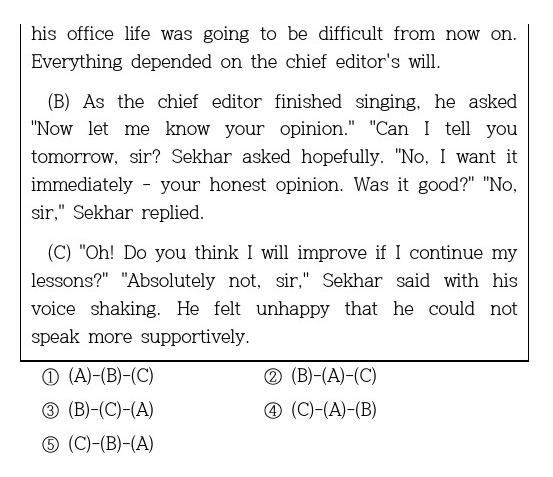 his office life was going to be difficult from now on.
Everything depended on the chief editor's will.
(B) As the chief editor finished singing, he asked
"Now let me know your opinion." "Can I tell you
tomorrow, sir? Sekhar asked hopefully. "No, I want it
immediately - your honest opinion. Was it good?" "No,
sir," Sekhar replied.
(C) "Oh! Do you think I will improve if I continue my
lessons?" "Absolutely not, sir," Sekhar said with his
voice shaking. He felt unhappy that he could not
speak more supportively.
① (A)-(B)-(C) ② (B)-(A)-(C)
③ (B)-(C)-(A) ④ (C)-(A)-(B)
⑤ (C)-(B)-(A)